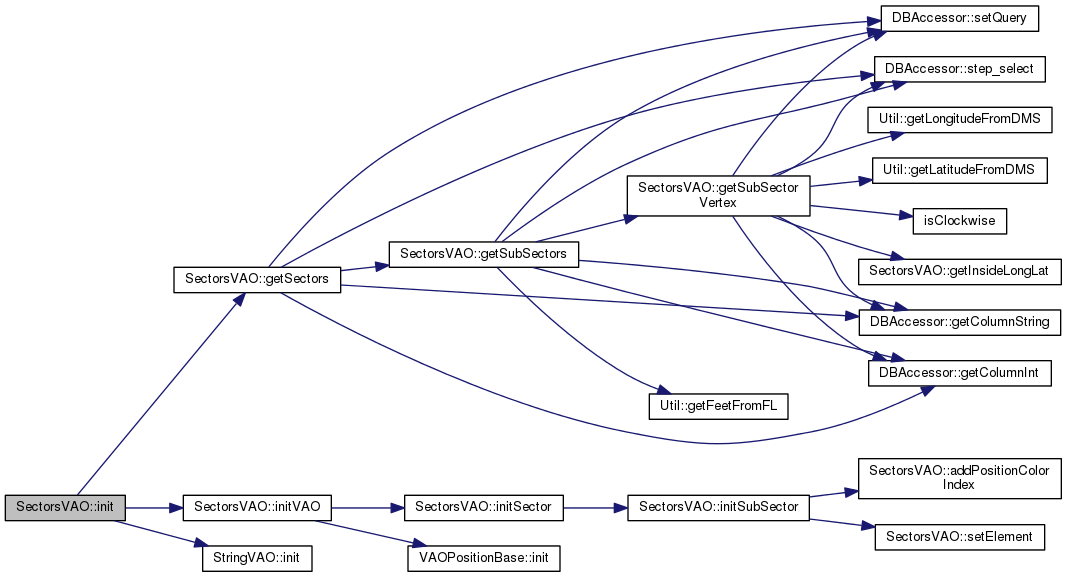 DBAccessor::setQuery
DBAccessor::step_select
Util::getLongitudeFromDMS
Util::getLatitudeFromDMS
SectorsVAO::getSubSector
Vertex
isClockwise
SectorsVAO::getSubSectors
SectorsVAO::getInsideLongLat
SectorsVAO::getSectors
DBAccessor::getColumnString
DBAccessor::getColumnInt
Util::getFeetFromFL
SectorsVAO::addPositionColor
Index
SectorsVAO::init
SectorsVAO::initVAO
SectorsVAO::initSector
SectorsVAO::initSubSector
SectorsVAO::setElement
StringVAO::init
VAOPositionBase::init